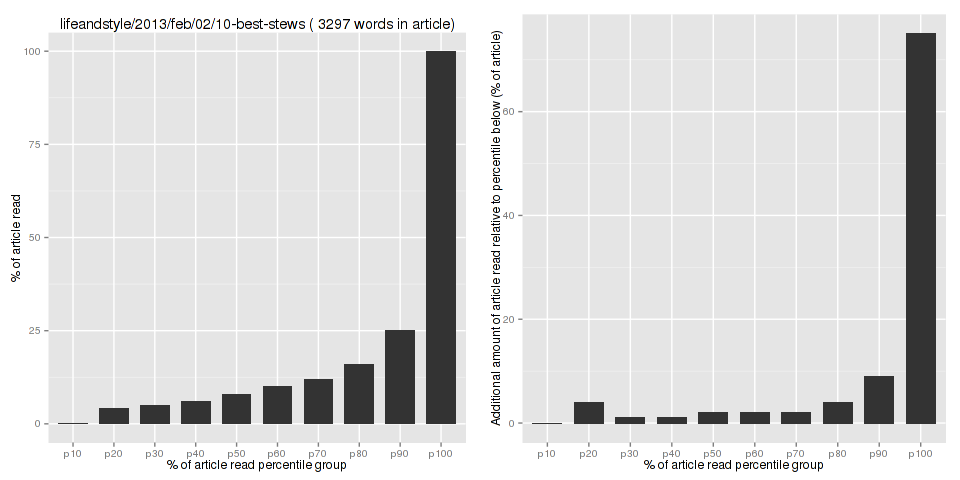 lifeandstyle/2013/feb/02/10-best-stews ( 3297 words in article)
% of article read
100
75
50
25
0
p10 p20 p30 p40 p50 p60 p70 p80 p90 p100
% of article read percentile group
Additional amount of article read relative to percentile below (% of article)
60
40
20
0
p10 p20 p30 p40 p50 p60 p70 p80 p90 p100
% of article read percentile group